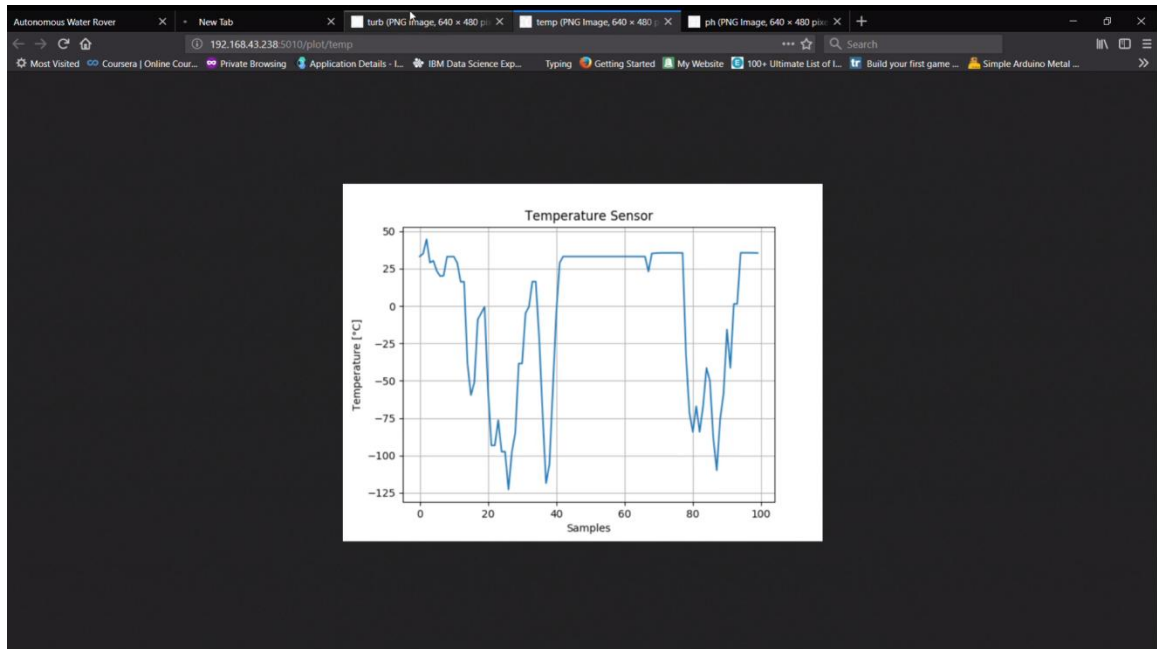 Autonomous Water Rover
New Tab
turb (PNG Image, 640 × 480 pi
temp (PNG Image, 640 × 480 p
ph (PNG Image, 640 × 480 pixe
192.168.43.238:5010/plot/temp
Search
Most Visited Coursera | Online Cour... Private Browsing Application Details - I... IBM Data Science Exp... Typing Getting Started My Website 100+ Ultimate List of I... Build your first game ... Simple Arduino Metal ...
Temperature Sensor
50
25
0
−25
−50
−75
−100
−125
Temperature [°C]
0 20 40 60 80 100
Samples